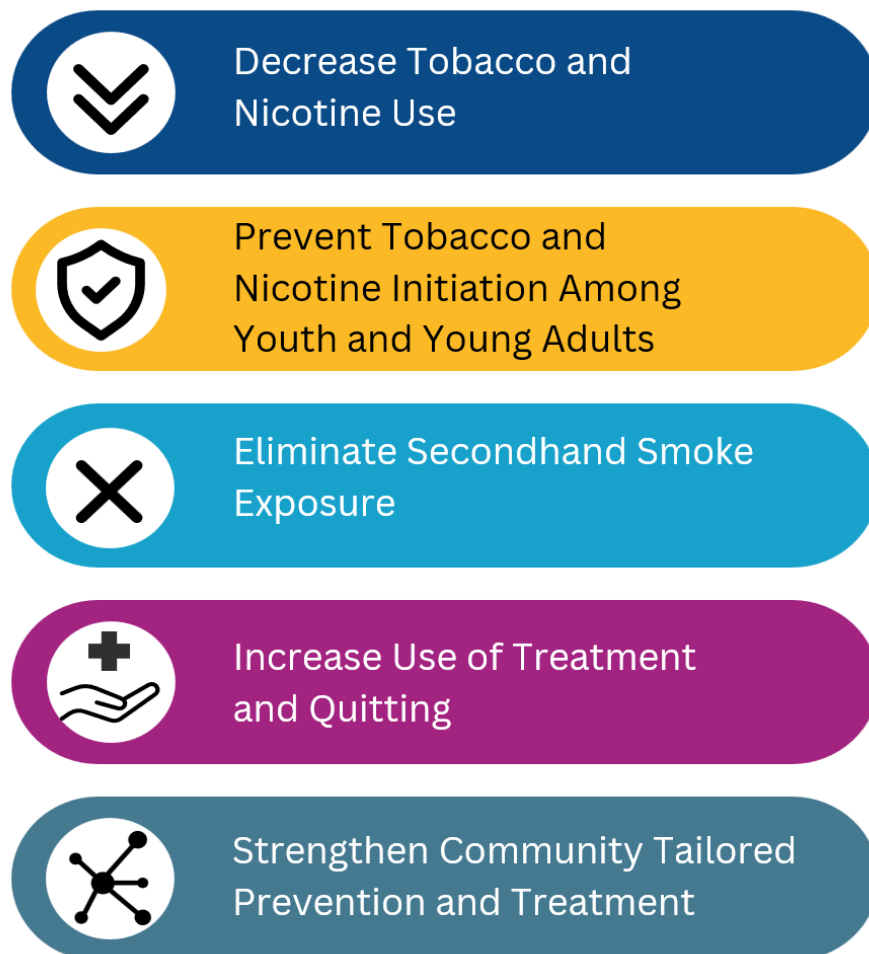 Decrease Tobacco and
Nicotine Use
Prevent Tobacco and
Nicotine Initiation Among
Youth and Young Adults
Eliminate Secondhand Smoke
Exposure
Increase Use of Treatment
and Quitting
Strengthen Community Tailored
Prevention and Treatment